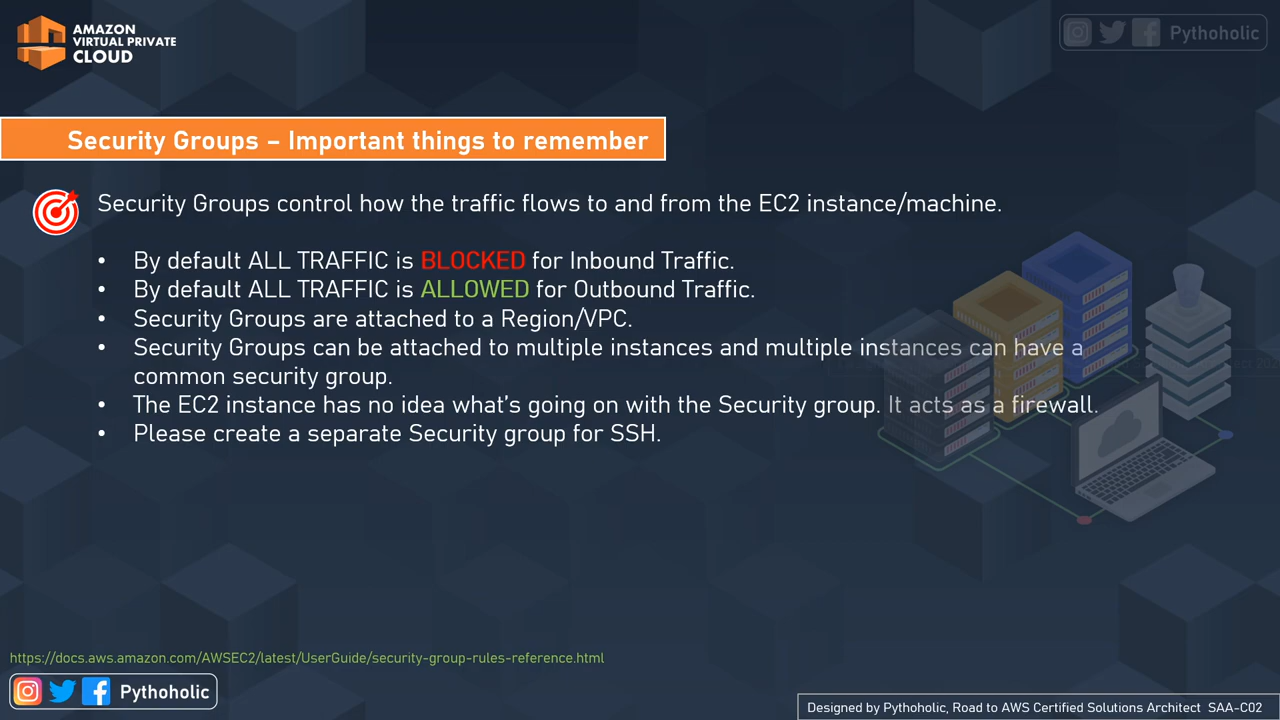 AMAZON
VIRTUAL PRIVATE
CLOUD
Pythoholic
Security Groups – Important things to remember
Security Groups control how the traffic flows to and from the EC2 instance/machine.
• By default ALL TRAFFIC is BLOCKED for Inbound Traffic.
• By default ALL TRAFFIC is ALLOWED for Outbound Traffic.
• Security Groups are attached to a Region/VPC.
• Security Groups can be attached to multiple instances and multiple instances can have a
common security group.
• The EC2 instance has no idea what's going on with the Security group. It acts as a firewall.
• Please create a separate Security group for SSH.
https://docs.aws.amazon.com/AWSEC2/latest/UserGuide/security-group-rules-reference.html
Pythoholic
Designed by Pythoholic, Road to AWS Certified Solutions Architect SAA-C02